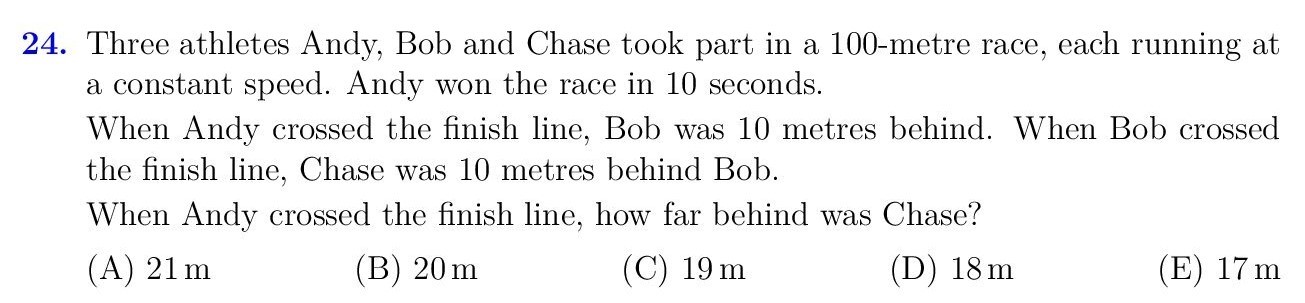 24. Three athletes Andy, Bob and Chase took part in a 100-metre race, each running at
a constant speed. Andy won the race in 10 seconds.
When Andy crossed the finish line, Bob was 10 metres behind. When Bob crossed
the finish line, Chase was 10 metres behind Bob.
When Andy crossed the finish line, how far behind was Chase?
(A) 21 m (B) 20 m (C) 19 m (D) 18 m (E) 17 m